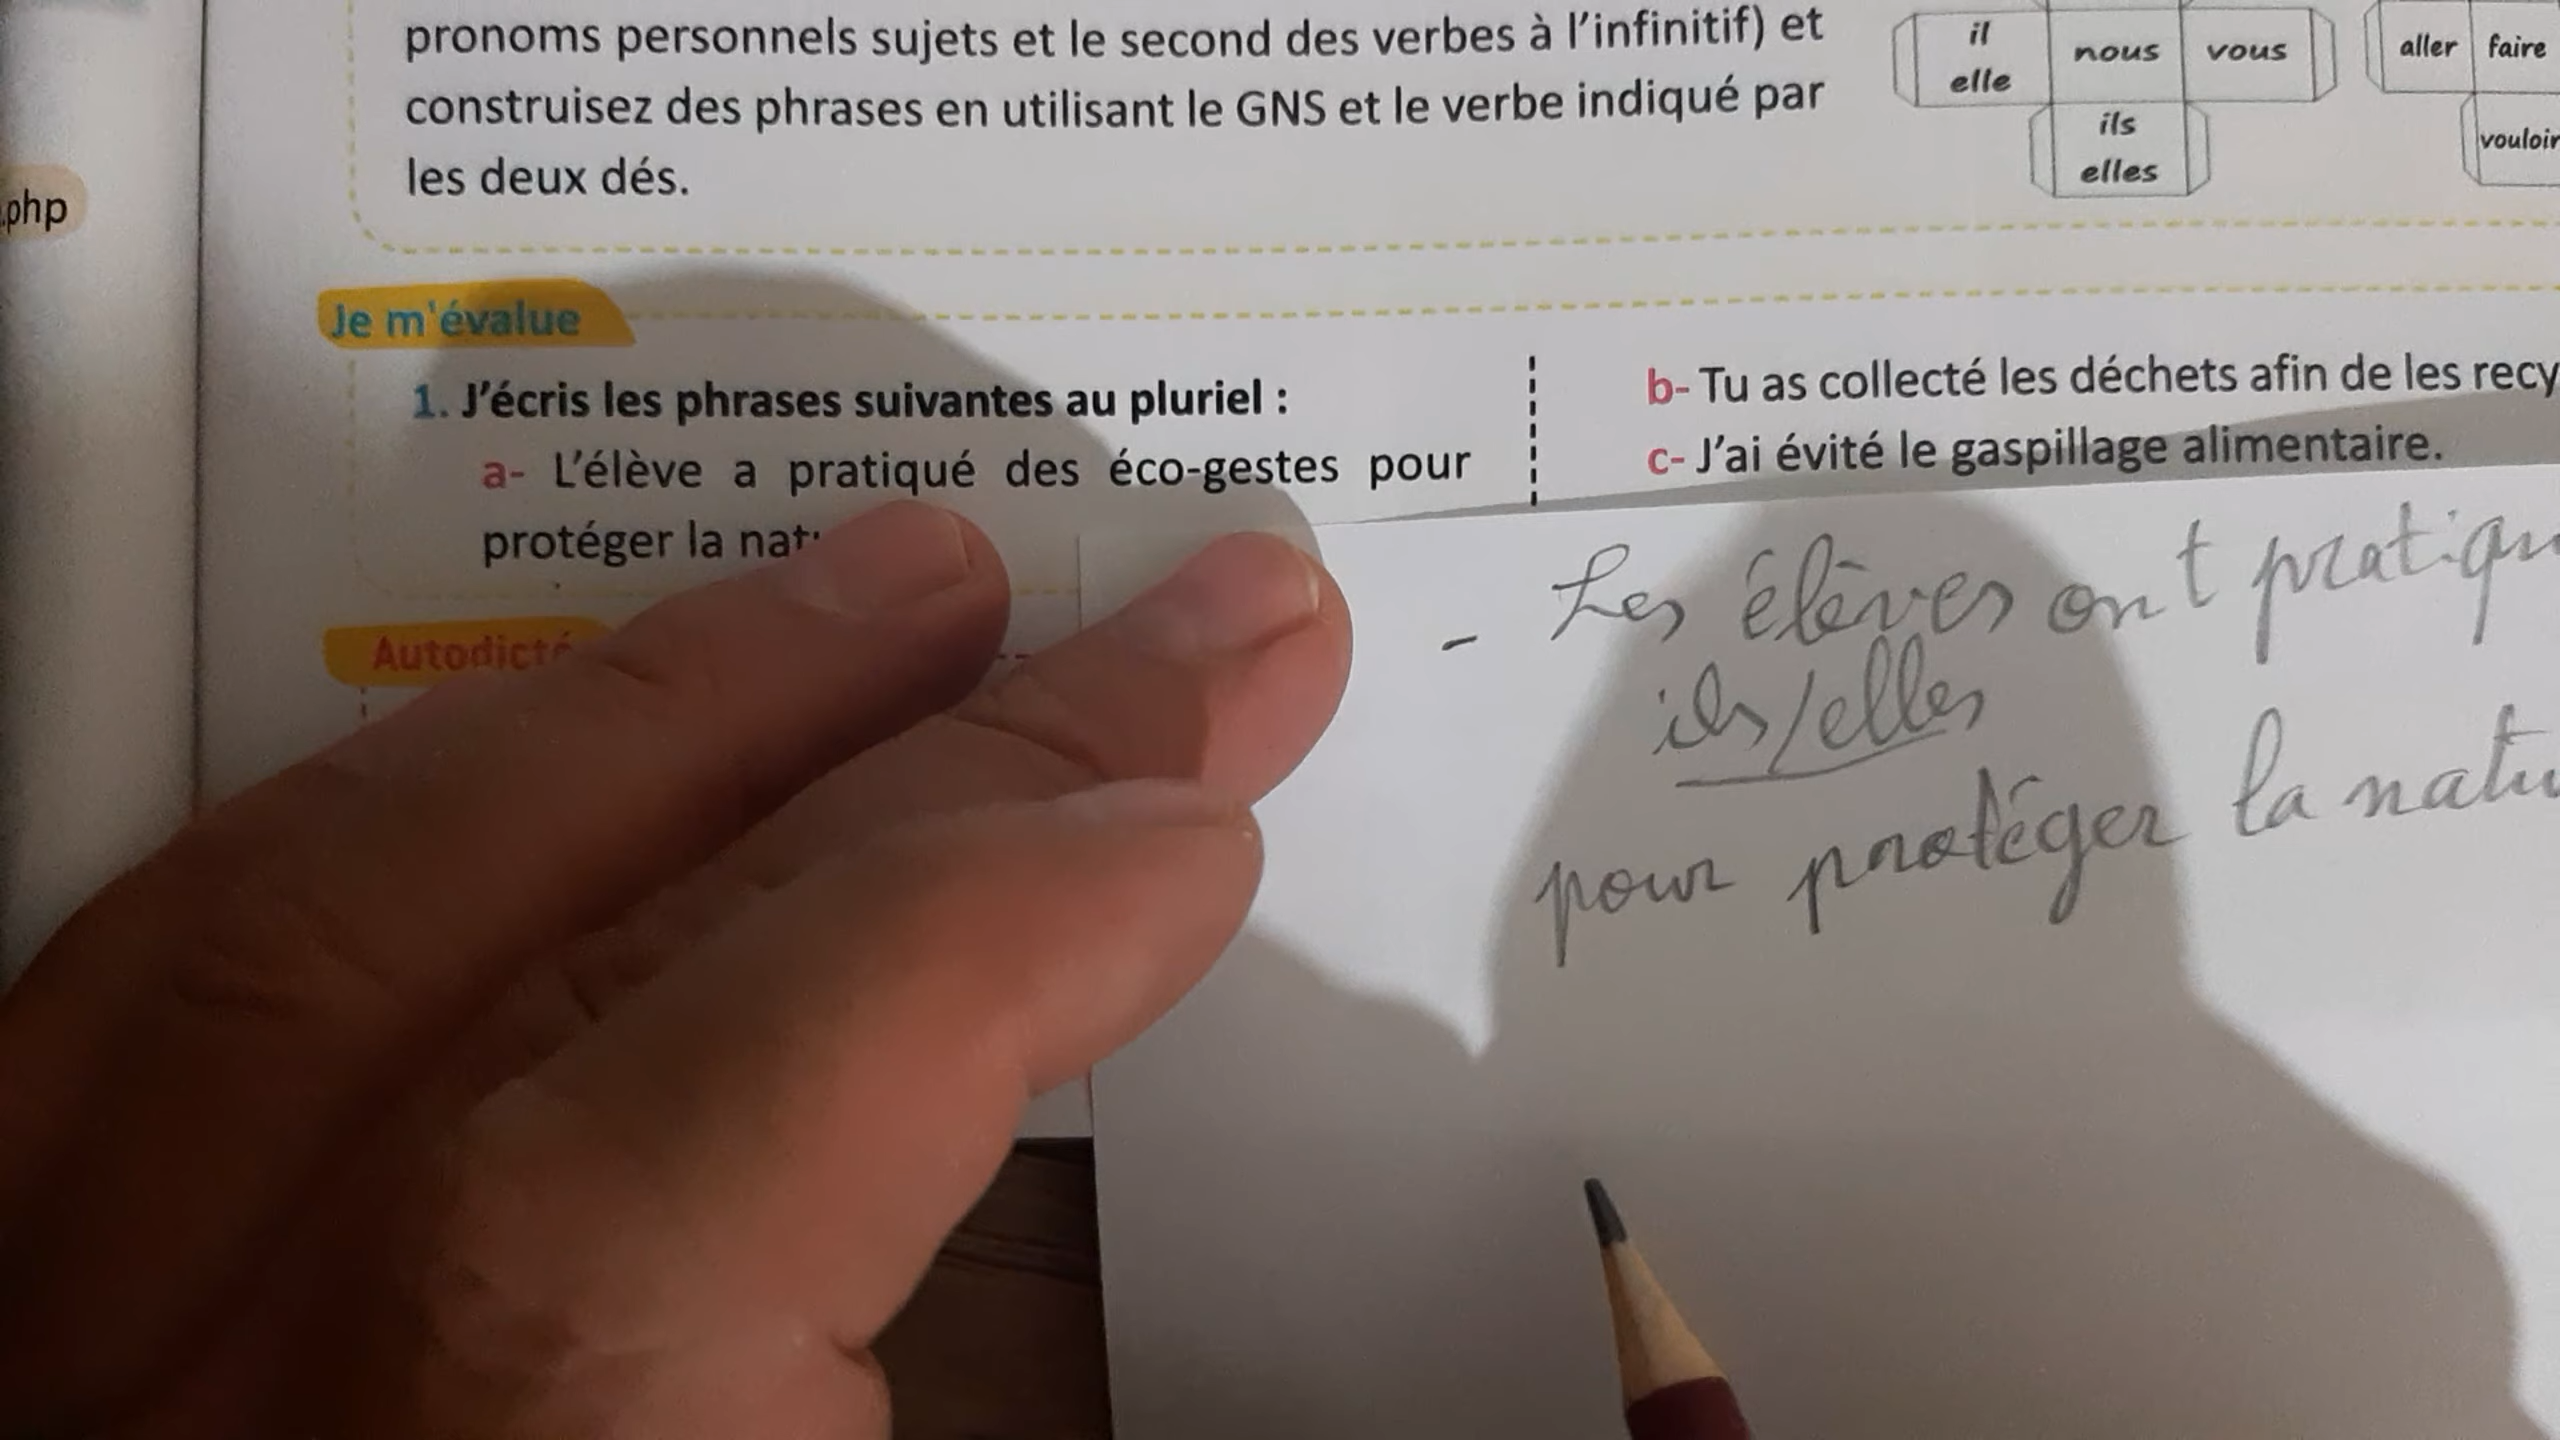 pronoms personnels sujets et le second des verbes à l'infinitif) et
construisez des phrases en utilisant le GNS et le verbe indiqué par
les deux dés.
il
elle
nous
vous
ils
elles
aller
faire
vouloir
.php
Je m'évalue
1. J'écris les phrases suivantes au pluriel :
a- L'élève a pratiqué des éco-gestes pour
protéger la
b- Tu as collecté les déchets afin de les
c- J'ai évité le gaspillage alimentaire.
Autodicté
- Les élèves ont
ils/elles
pour protéger la